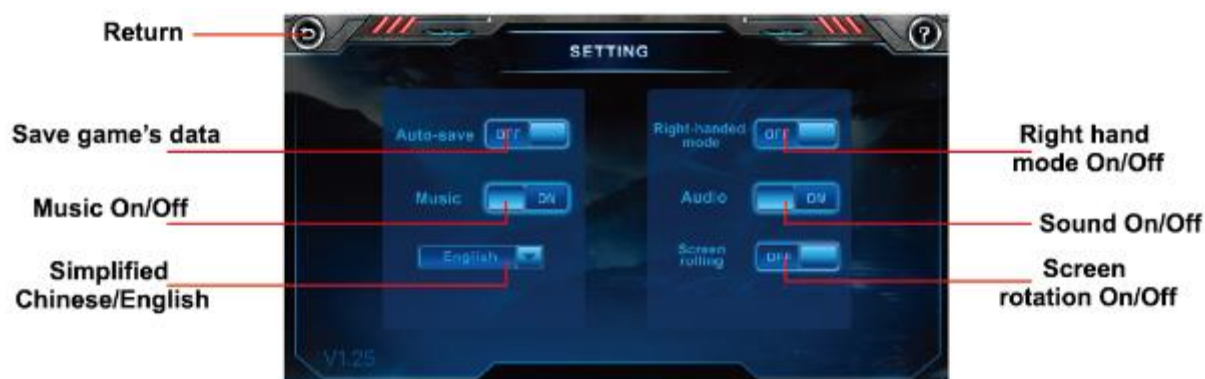 Return
SETTING
Save game's data
Auto-save OFF
Right-handed
mode
OFF
Right hand
mode On/Off
Music On/Off
Music ON
Audio ON
Sound On/Off
Simplified
Chinese/English
English
Screen
rolling
OFF
Screen
rotation On/Off
V1.25
?